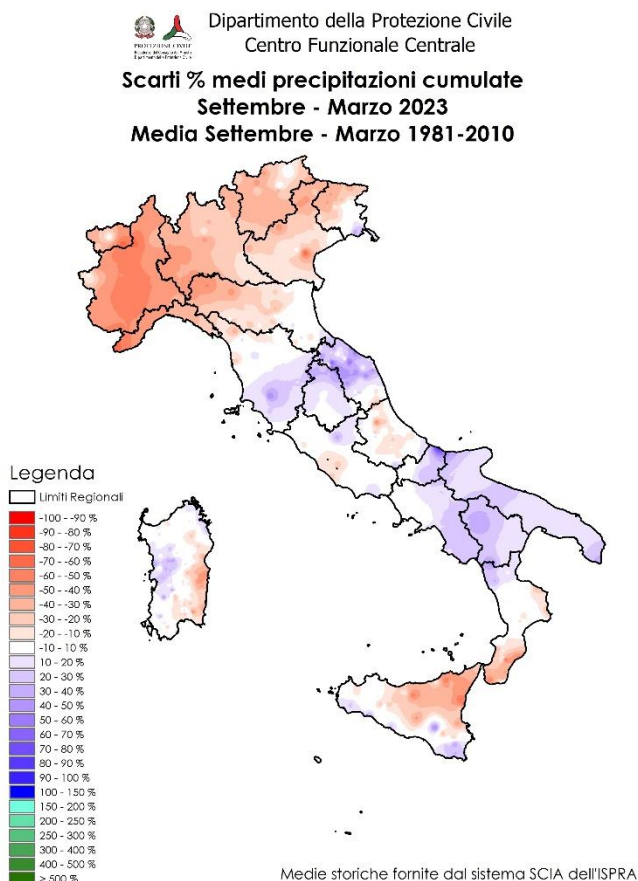 Dipartimento della Protezione Civile
Centro Funzionale Centrale
PROTEZIONE CIVILE
Scarti % medi precipitazioni cumulate
Settembre - Marzo 2023
Media Settembre - Marzo 1981-2010
Legenda
Limiti Regionali
-100 - -90 %
-90 - -80 %
-80 - -70 %
-70 - -60 %
-60 - -50 %
-50 - -40 %
-40 - -30 %
-30 - -20 %
-20 - -10 %
-10 - 10 %
10 - 20 %
20 - 30 %
30 - 40 %
40 - 50 %
50 - 60 %
60 - 70 %
70 - 80 %
80 - 90 %
90 - 100 %
100 - 150 %
150 - 200 %
200 - 250 %
250 - 300 %
300 - 400 %
400 - 500 %
> 500 %
Medie storiche fornite dal sistema SCIA dell'ISPRA